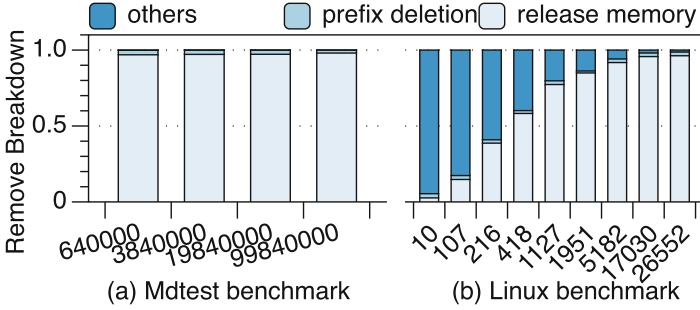 others prefix deletion release memory
Remove Breakdown
1.0
0.5
0
640000 3840000 19840000 99840000
10 107 216 418 1127 1951 5182 17030 26552
(a) Mdtest benchmark (b) Linux benchmark